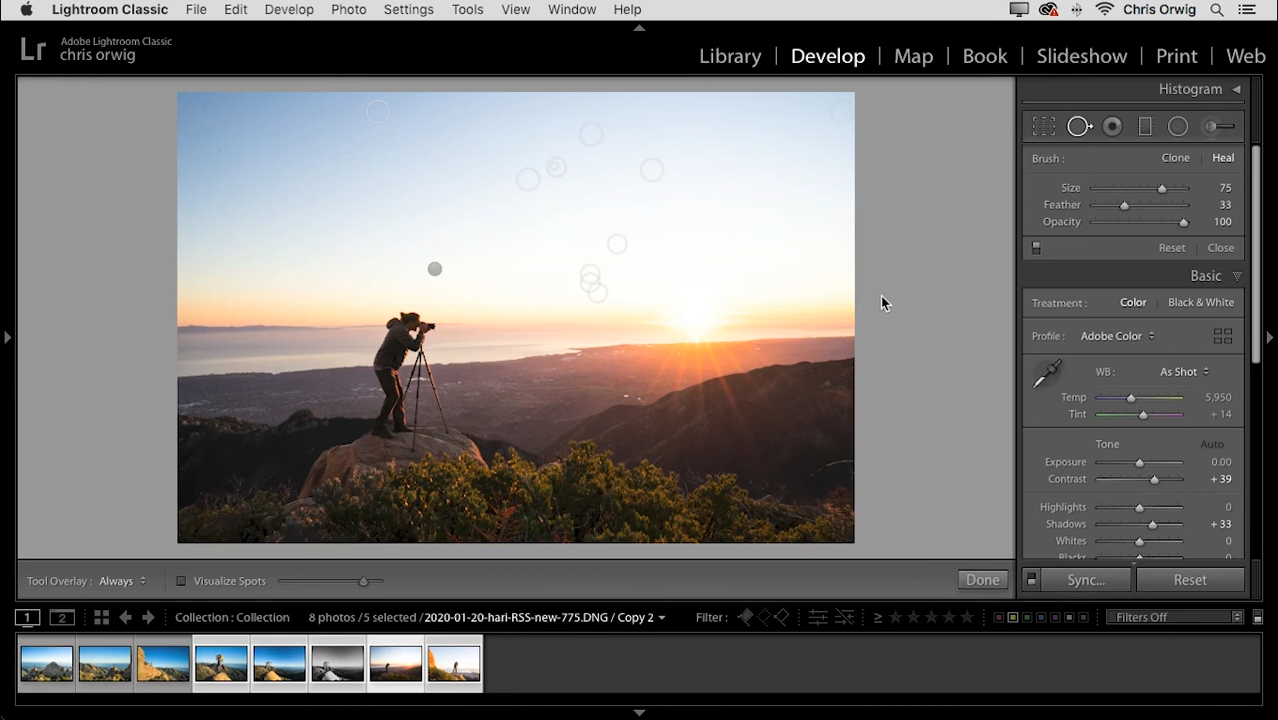 Lightroom Classic File Edit Develop Photo Settings Tools View Window Help Chris Orwig
Lr Adobe Lightroom Classic
chris orwig
Library | Develop | Map | Book | Slideshow | Print | Web
Histogram
Brush : Clone | Heal
Size 75
Feather 33
Opacity 100
Reset | Close
Basic
Treatment : Color | Black & White
Profile : Adobe Color
WB : As Shot
Temp 5,950
Tint + 14
Tone Auto
Exposure 0.00
Contrast + 39
Highlights 0
Shadows + 33
Whites 0
Blacks
Tool Overlay : Always Visualize Spots Done Sync... Reset
1 2 Collection : Collection 8 photos / 5 selected / 2020-01-20-hari-RSS-new-775.DNG / Copy 2 Filter : ≥ Filters Off